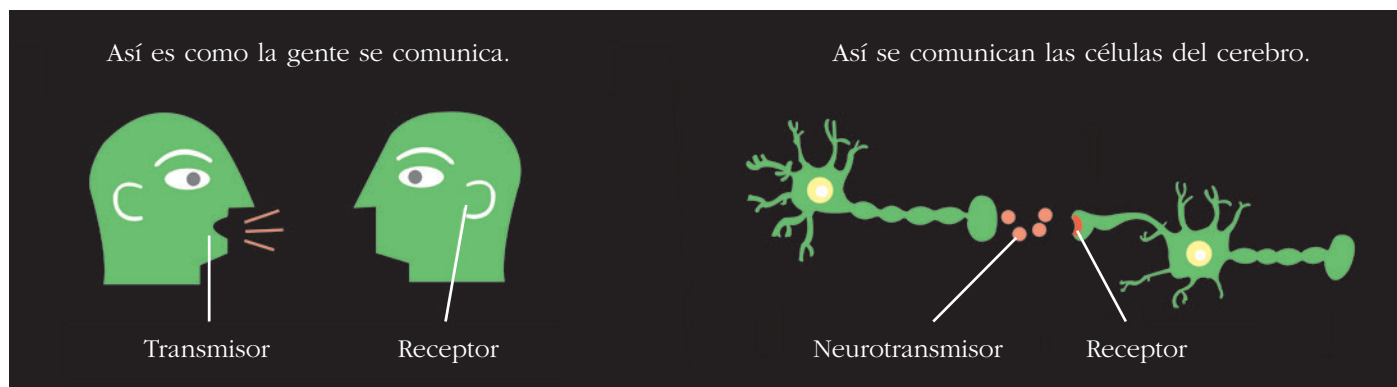 Así es como la gente se comunica.
Transmisor
Receptor
Así se comunican las células del cerebro.
Neurotransmisor
Receptor